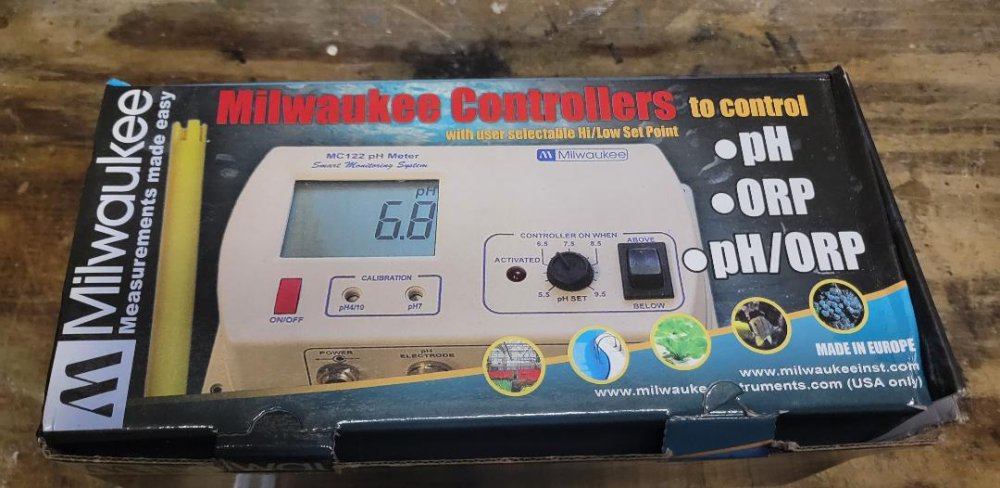 Milwaukee
Measurements made easy
Milwaukee Controllers to control
with user selectable Hi/Low Set Point
•pH
•ORP
•pH/ORP
MC122 pH Meter
Smart Monitoring System
Milwaukee
pH
6.8
CONTROLLER ON WHEN
6.5 7.5 8.5
5.5 pH SET 9.5
ACTIVATED
ABOVE
BELOW
ON/OFF
CALIBRATION
pH4/10 pH7
POWER
pH
ELECTRODE
MADE IN EUROPE
www.milwaukeeinst.com
(USA only)